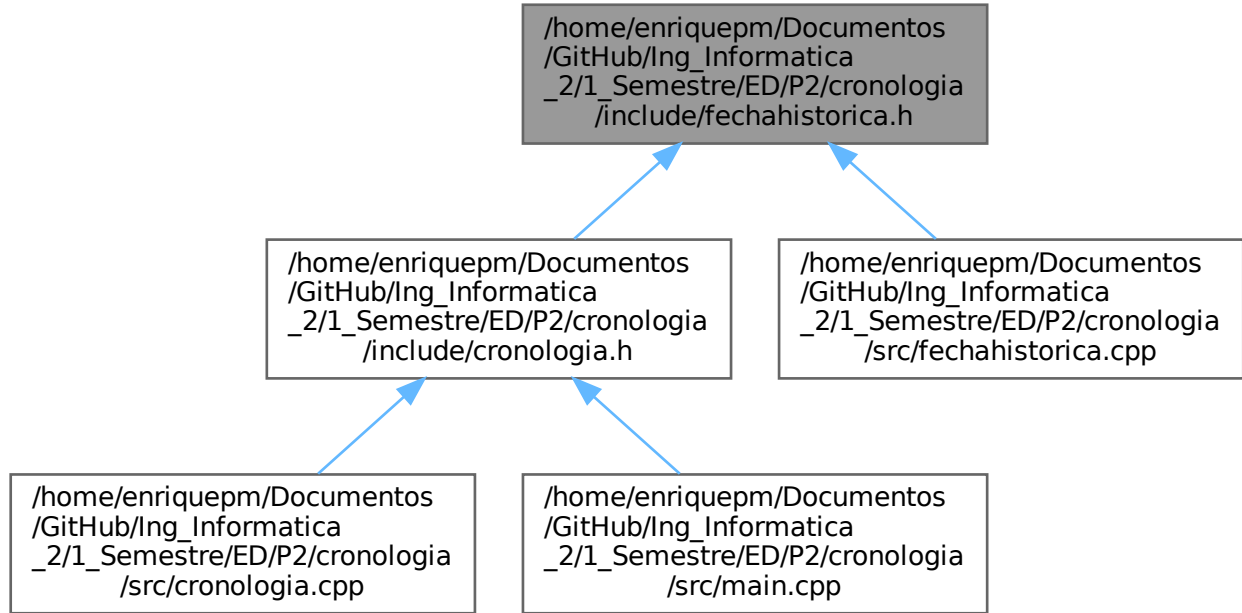 /home/enriquepm/Documentos
/GitHub/Ing_Informatica
_2/1_Semestre/ED/P2/cronologia
/include/fechahistorica.h
/home/enriquepm/Documentos
/GitHub/Ing_Informatica
_2/1_Semestre/ED/P2/cronologia
/include/cronologia.h
/home/enriquepm/Documentos
/GitHub/Ing_Informatica
_2/1_Semestre/ED/P2/cronologia
/src/fechahistorica.cpp
/home/enriquepm/Documentos
/GitHub/Ing_Informatica
_2/1_Semestre/ED/P2/cronologia
/src/cronologia.cpp
/home/enriquepm/Documentos
/GitHub/Ing_Informatica
_2/1_Semestre/ED/P2/cronologia
/src/main.cpp